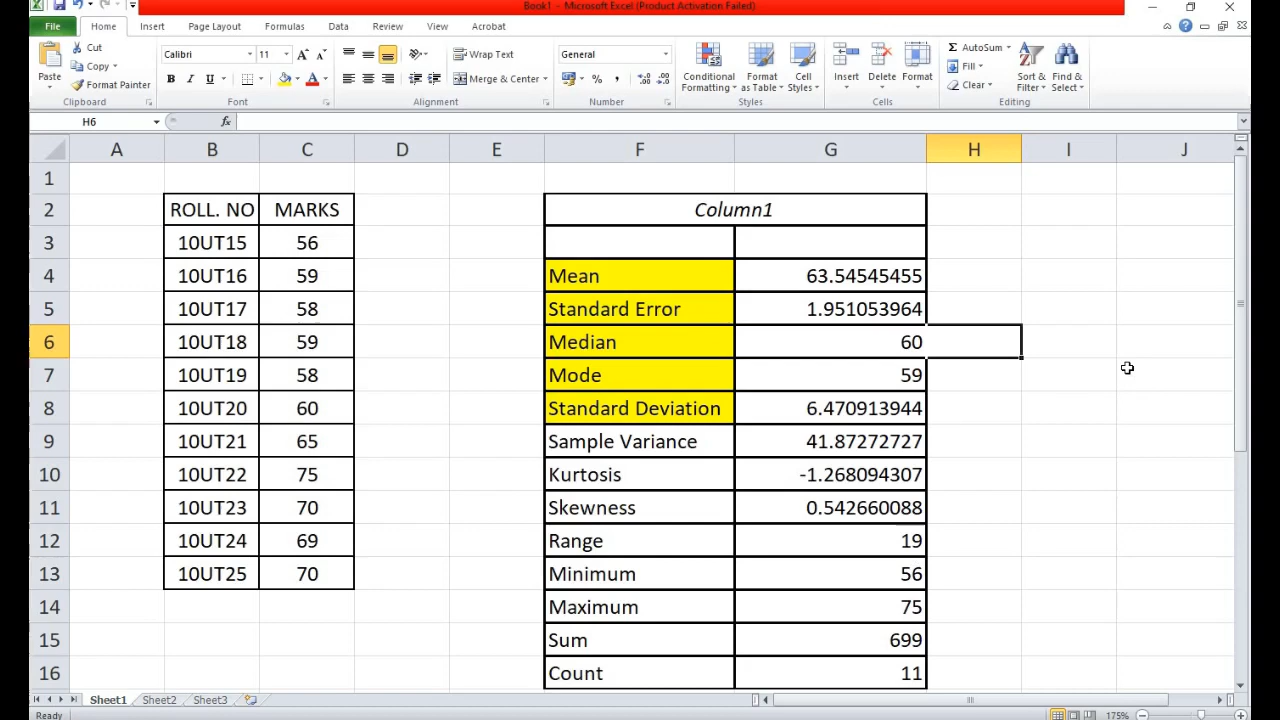 Book1 - Microsoft Excel (Product Activation Failed)
File Home Insert Page Layout Formulas Data Review View Acrobat
Paste Cut Copy Format Painter Clipboard
Calibri 11 A A B I U A Font
Wrap Text Merge & Center Alignment
General % , .0 .00 Number
Conditional Formatting Format as Table Cell Styles Styles
Insert Delete Format Cells
Σ AutoSum Fill Clear Sort & Filter Find & Select Editing
H6 fx
A B C D E F G H I J
1
2 ROLL. NO MARKS Column1
3 10UT15 56
4 10UT16 59 Mean 63.54545455
5 10UT17 58 Standard Error 1.951053964
6 10UT18 59 Median 60
7 10UT19 58 Mode 59
8 10UT20 60 Standard Deviation 6.470913944
9 10UT21 65 Sample Variance 41.87272727
10 10UT22 75 Kurtosis -1.268094307
11 10UT23 70 Skewness 0.542660088
12 10UT24 69 Range 19
13 10UT25 70 Minimum 56
14 Maximum 75
15 Sum 699
16 Count 11
Sheet1 Sheet2 Sheet3
Ready 175%